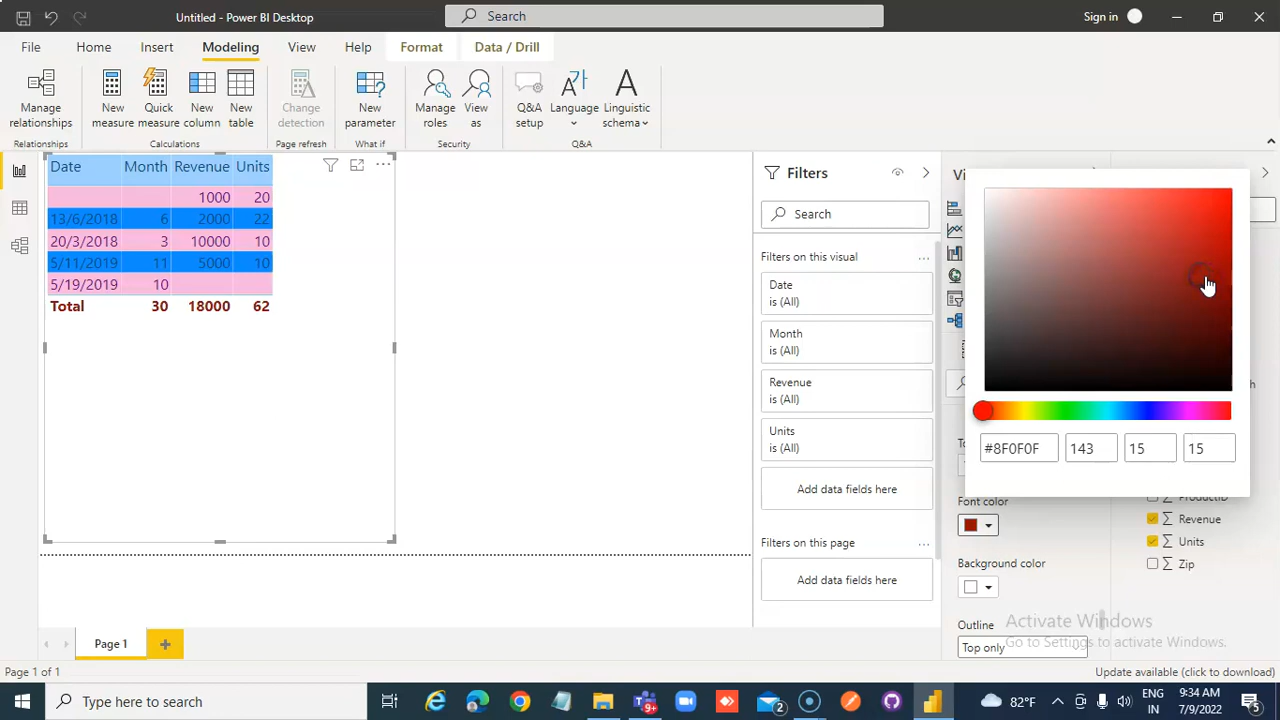 Untitled - Power BI Desktop
Search
Sign in
File
Home
Insert
Modeling
View
Help
Format
Data / Drill
Manage relationships
New measure
Quick measure
New column
New table
Change detection
New parameter
Manage roles
View as
Q&A setup
Language
Linguistic schema
Relationships
Calculations
Page refresh
What if
Security
Q&A
Date Month Revenue Units
1000 20
13/6/2018 6 2000 22
20/3/2018 3 10000 10
5/11/2019 11 5000 10
5/19/2019 10
Total 30 18000 62
Filters
Search
Filters on this visual
Date
is (All)
Month
is (All)
Revenue
is (All)
Units
is (All)
Add data fields here
Filters on this page
Add data fields here
#8F0F0F 143 15 15
Font color
Background color
Outline
Top only
ProductID
Revenue
Units
Zip
Activate Windows
Go to Settings to activate Windows.
Page 1
Page 1 of 1
Update available (click to download)
Type here to search
9+
2
82°F
ENG
IN
9:34 AM
7/9/2022
5